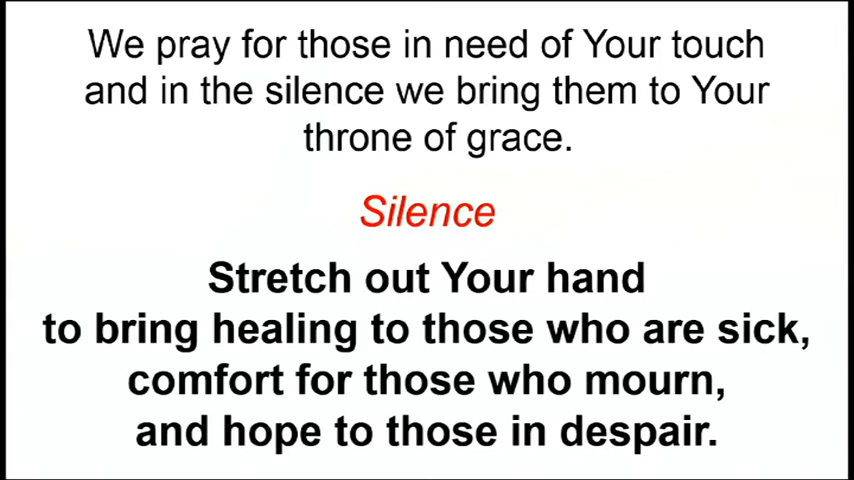 We pray for those in need of Your touch
and in the silence we bring them to Your
throne of grace.
Silence
Stretch out Your hand
to bring healing to those who are sick,
comfort for those who mourn,
and hope to those in despair.